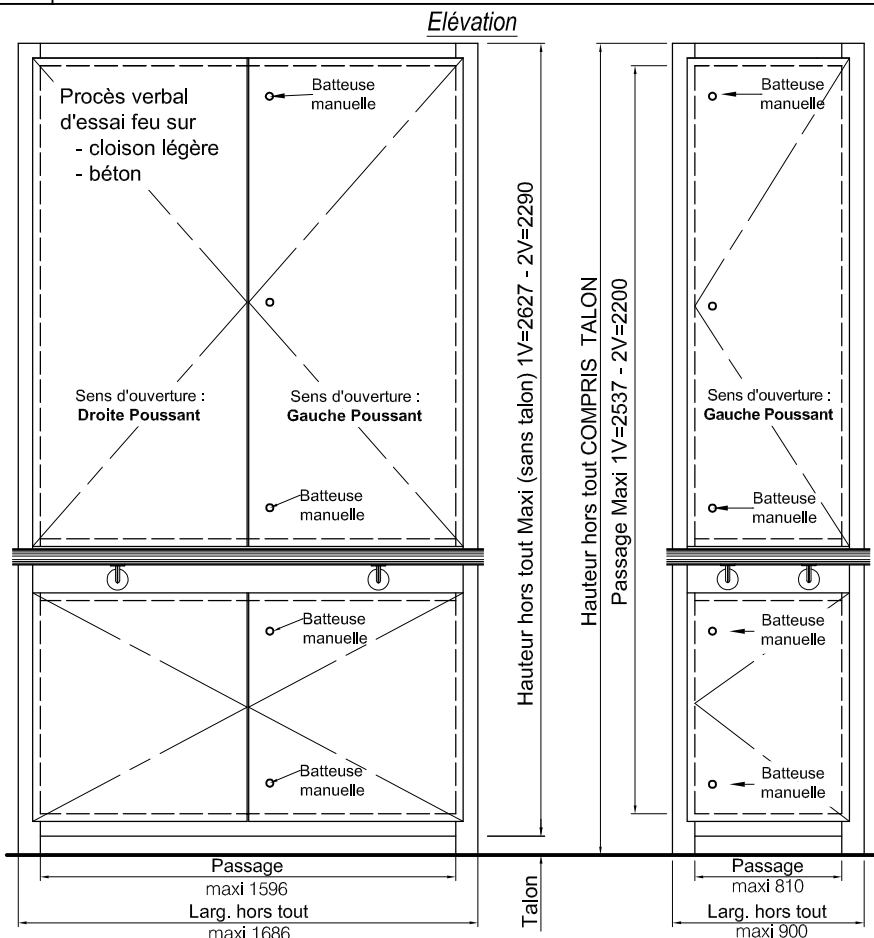 Elévation
Procès verbal
d'essai feu sur
- cloison légère
- béton
Batteuse
manuelle
Sens d'ouverture :
Droite Poussant
Sens d'ouverture :
Gauche Poussant
Batteuse
manuelle
Batteuse
manuelle
Batteuse
manuelle
Passage
maxi 1596
Larg. hors tout
maxi 1686
Hauteur hors tout Maxi (sans talon) 1V=2627 - 2V=2290
Talon
Hauteur hors tout COMPRIS TALON
Passage Maxi 1V=2537 - 2V=2200
Batteuse
manuelle
Sens d'ouverture :
Gauche Poussant
Batteuse
manuelle
Batteuse
manuelle
Batteuse
manuelle
Passage
maxi 810
Larg. hors tout
maxi 900